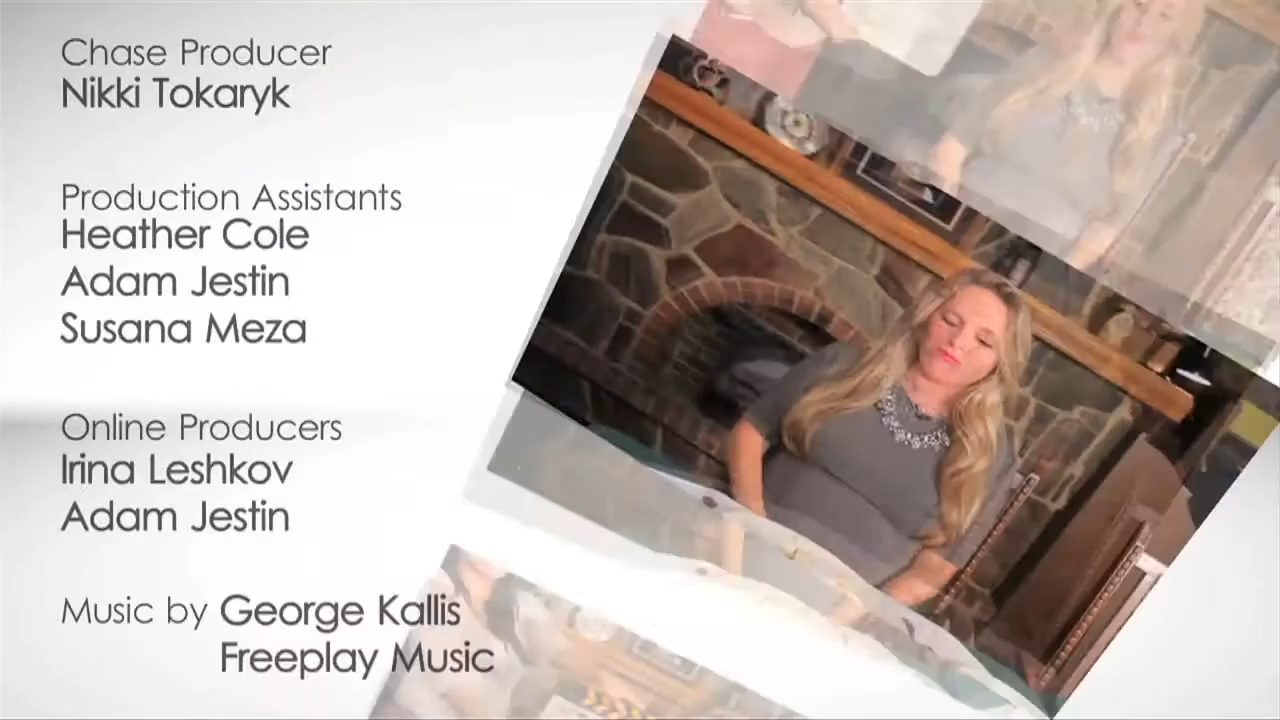 Chase Producer
Nikki Tokaryk
Production Assistants
Heather Cole
Adam Jestin
Susana Meza
Online Producers
Irina Leshkov
Adam Jestin
Music by George Kallis
Freeplay Music